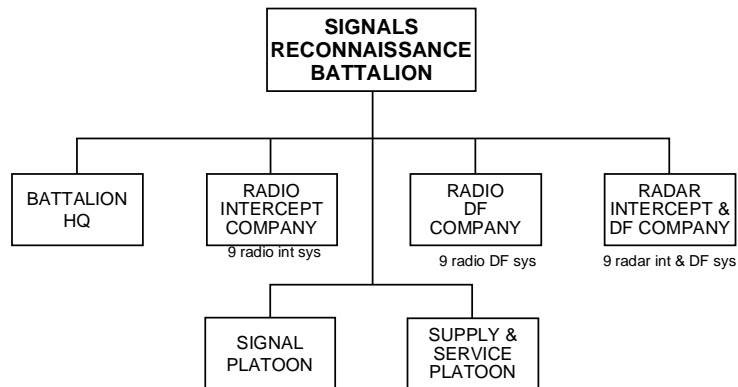 SIGNALS
RECONNAISSANCE
BATTALION
BATTALION
HQ
RADIO
INTERCEPT
COMPANY
9 radio int sys
RADIO
DF
COMPANY
9 radio DF sys
RADAR
INTERCEPT &
DF COMPANY
9 radar int & DF sys
SIGNAL
PLATOON
SUPPLY &
SERVICE
PLATOON